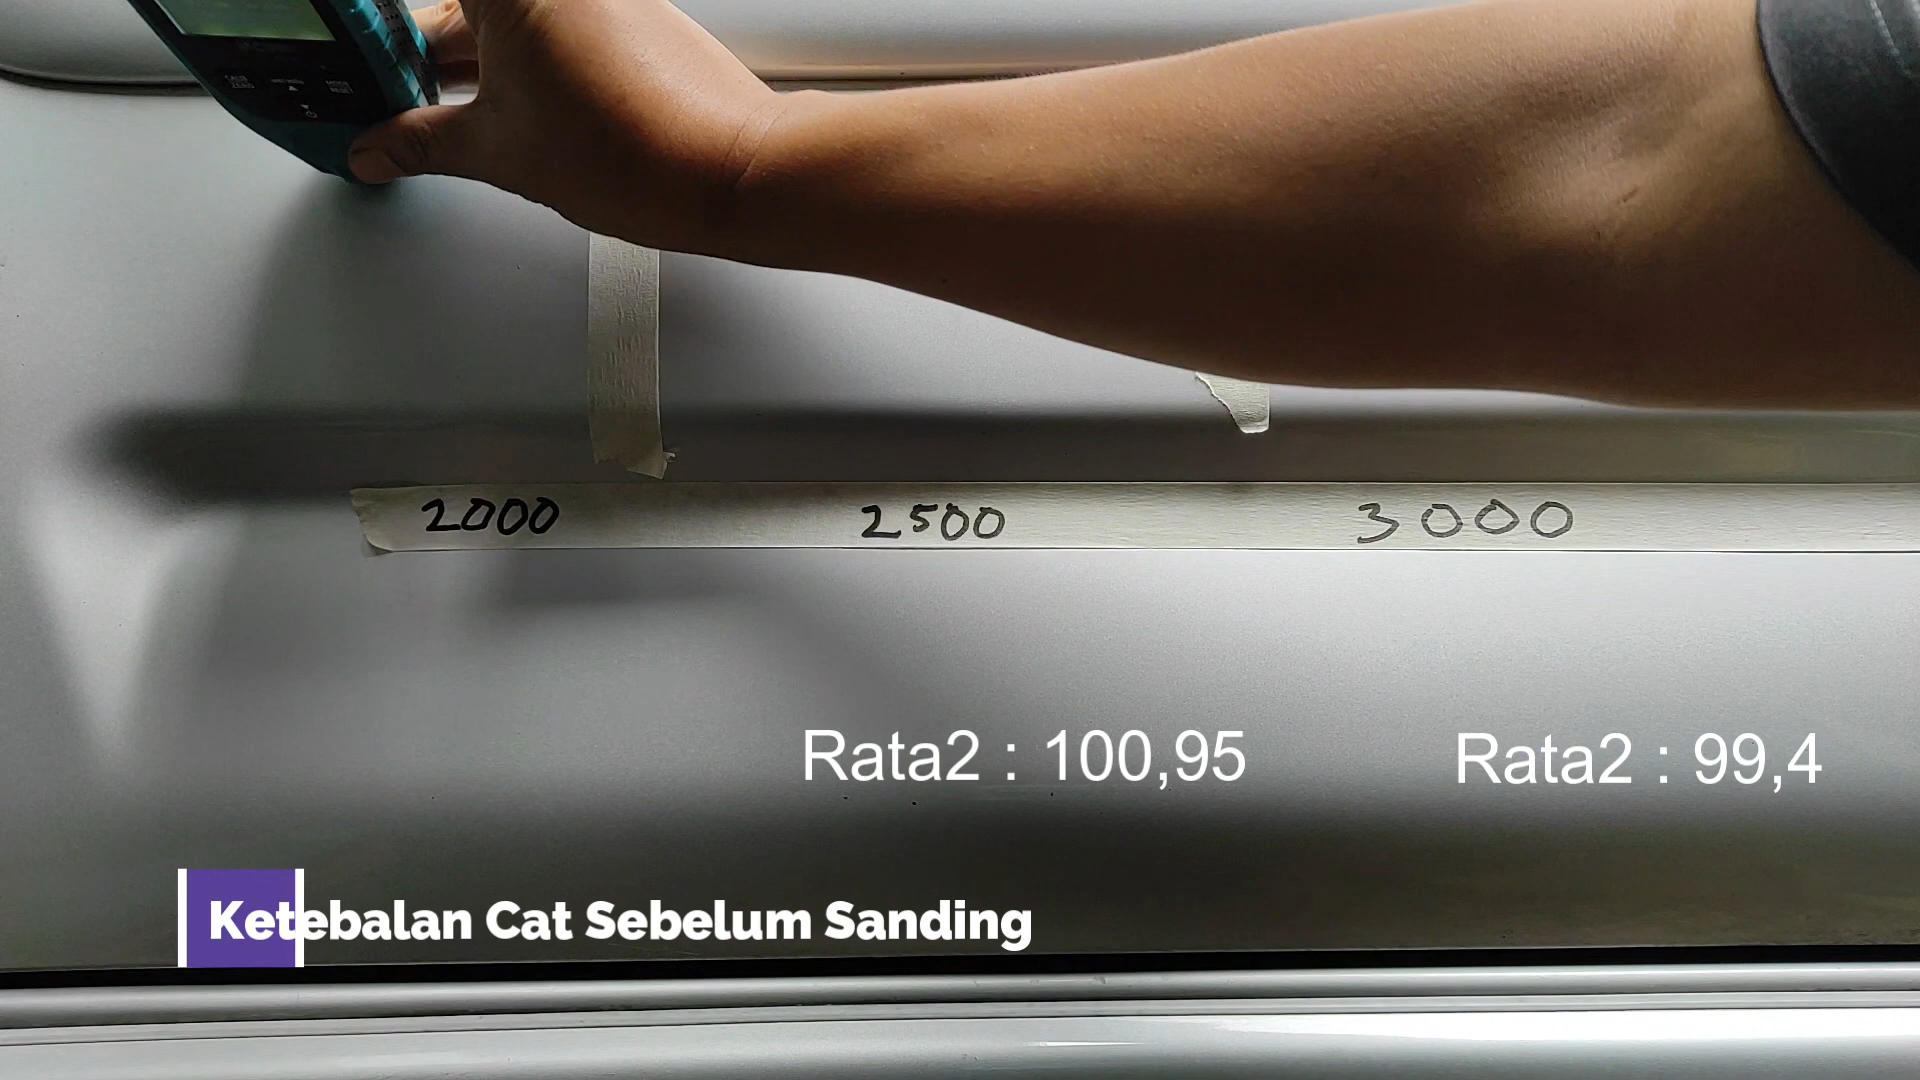 2000 2500 3000
Rata2 : 100,95 Rata2 : 99,4
Ketebalan Cat Sebelum Sanding